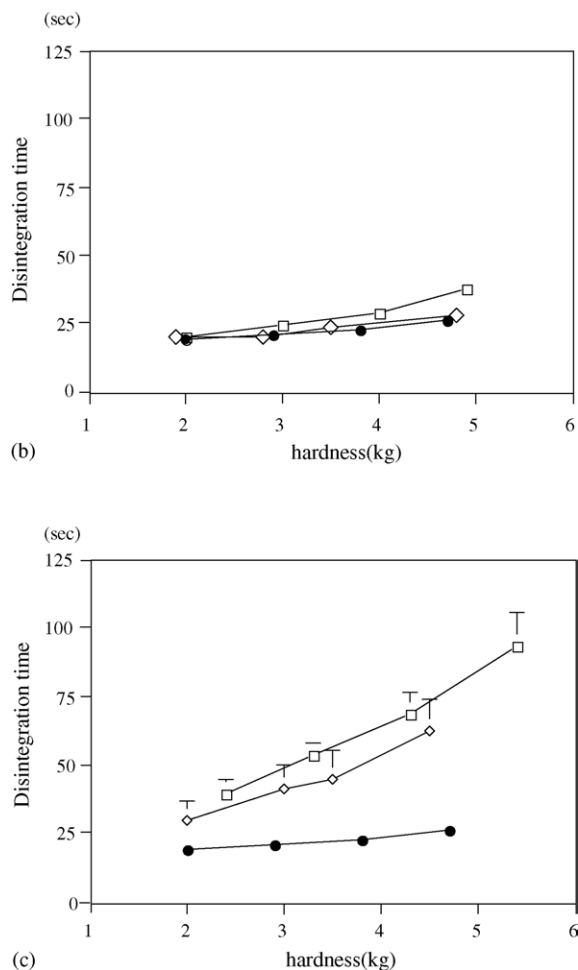 (sec)
125
100
75
50
25
0
Disintegration time
1 2 3 4 5 6
hardness(kg)
(b)
(sec)
125
100
75
50
25
0
Disintegration time
1 2 3 4 5 6
hardness(kg)
(c)